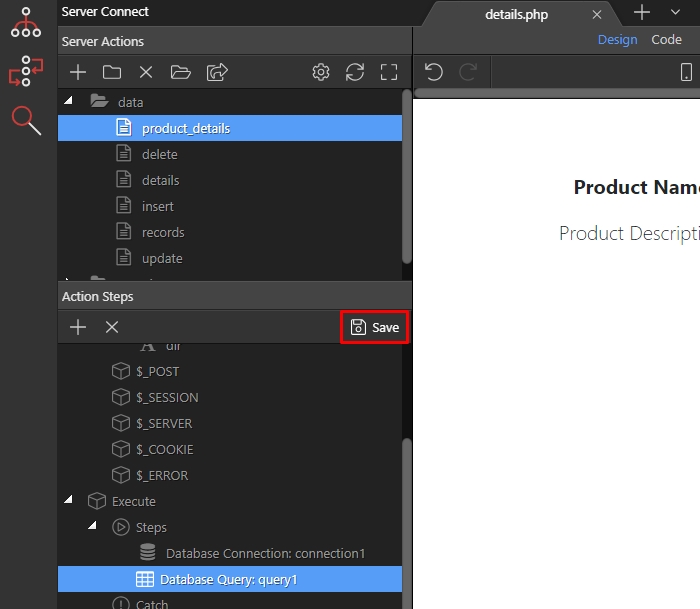 Server Connect
Server Actions
data
product_details
delete
details
insert
records
update
Action Steps
Save
dir
$_POST
$_SESSION
$_SERVER
$_COOKIE
$_ERROR
Execute
Steps
Database Connection: connection1
Database Query: query1
Catch
details.php
Design Code
Product Name
Product Descripti